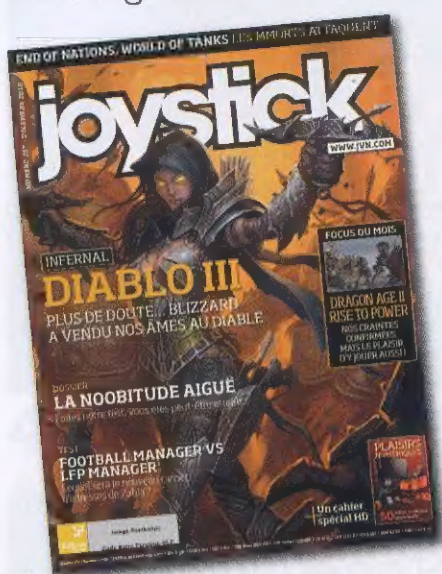 END OF NATIONS, WORLD OF TANKS LES MMORTS ATTAQUENT
joystick
WWW.JVN.COM
INFERNAL
DIABLO III
PLUS DE DOUTE... BLIZZARD
A VENDU NOS ÂMES AU DIABLE
FOCUS DU MOIS
DRAGON AGE II
RISE TO POWER
NOS CRAINTES
CONFIRMÉES
MAIS LE PLAISIR
D'Y JOUER AUSSI !
DOSSIER
LA NOOBITUDE AIGUË
TEST
FOOTBALL MANAGER VS
LFP MANAGER
PLAISIRS
Un cahier
spécial HD